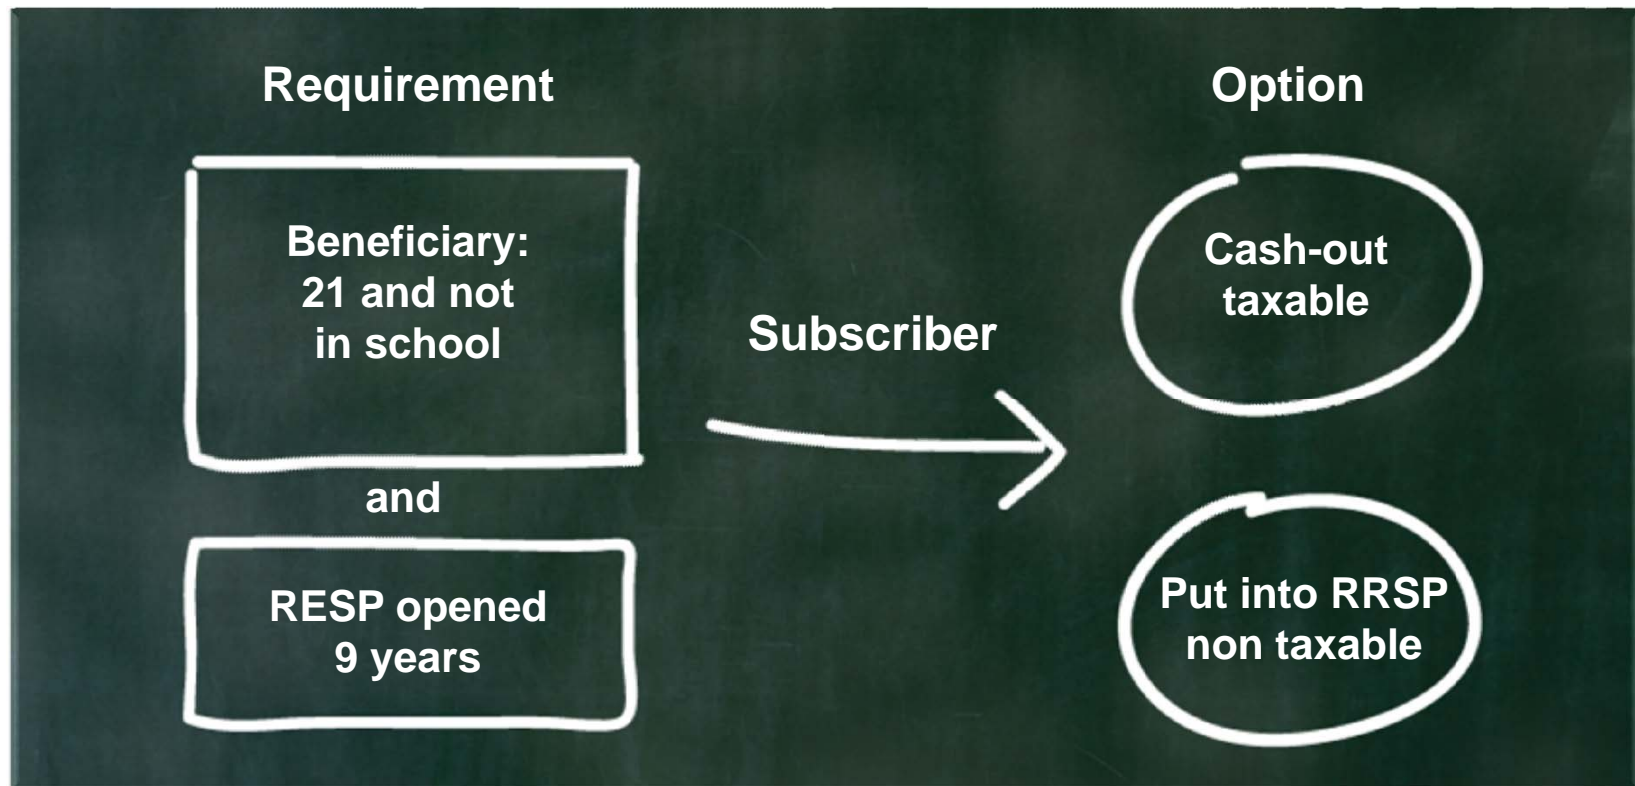 Requirement
Beneficiary:
21 and not
in school
and
RESP opened
9 years
Subscriber
Option
Cash-out
taxable
Put into RRSP
non taxable